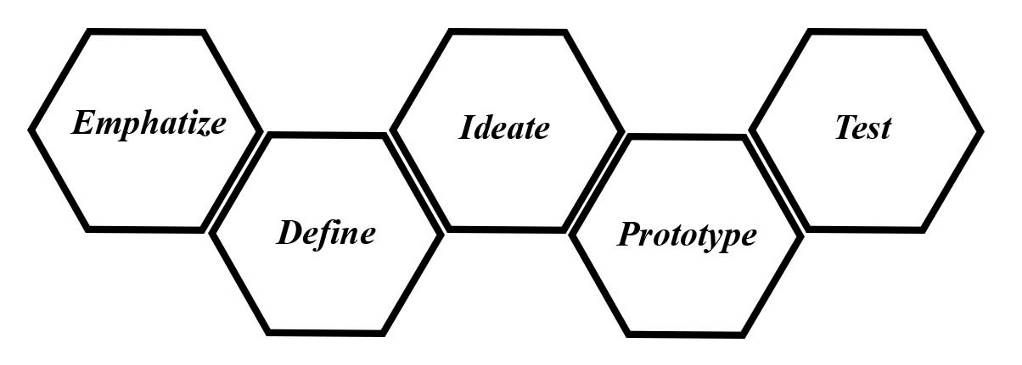 Emphatize
Define
Ideate
Prototype
Test